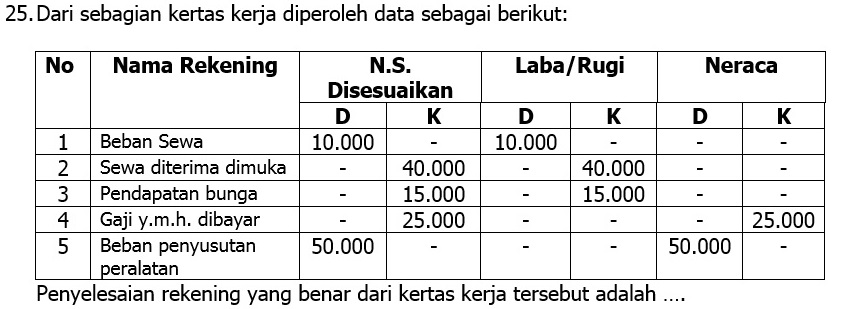 25. Dari sebagian kertas kerja diperoleh data sebagai berikut:
No Nama Rekening N.S. Disesuaikan Laba/Rugi Neraca
D K D K D K
1 Beban Sewa 10.000 - 10.000 - - -
2 Sewa diterima dimuka - 40.000 - 40.000 - -
3 Pendapatan bunga - 15.000 - 15.000 - -
4 Gaji y.m.h. dibayar - 25.000 - - - 25.000
5 Beban penyusutan peralatan 50.000 - - - 50.000 -
Penyelesaian rekening yang benar dari kertas kerja tersebut adalah ....